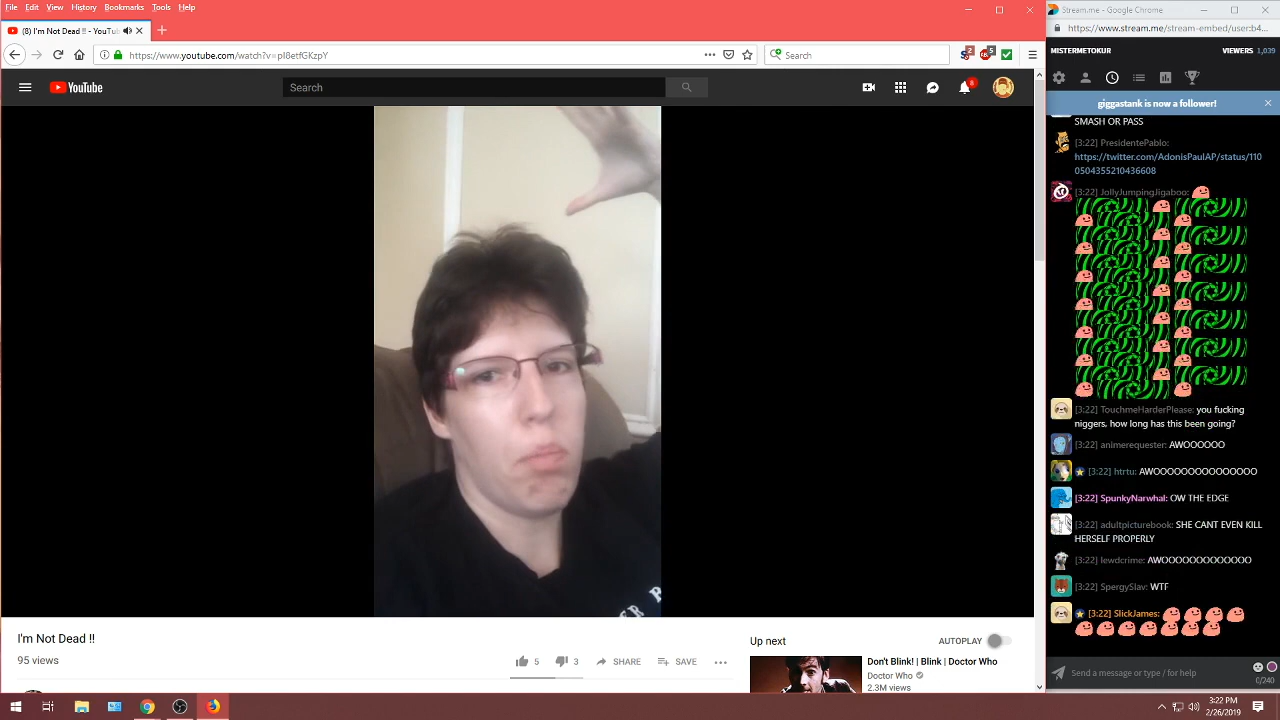 File Edit View History Bookmarks Tools Help
(8) I'm Not Dead !! - YouTu
https://www.youtube.com/watch?v=pI8etfGKzpY
Search
2
5
YouTube
Search
8
ER R
I'm Not Dead !!
95 views
5
3
SHARE
SAVE
Up next
AUTOPLAY
Don't Blink! | Blink | Doctor Who
Doctor Who
2.3M views
Stream.me - Google Chrome
https://www.stream.me/stream-embed/user:b4...
MISTERMETOKUR
VIEWERS 1,039
giggastank is now a follower!
SMASH OR PASS
[3:22] PresidentePablo:
https://twitter.com/AdonisPaulAP/status/110
0504355210436608
[3:22] JollyJumpingJigaboo:
[3:22] TouchmeHarderPlease: you fucking
niggers, how long has this been going?
[3:22] animerequester: AWOOOOOO
[3:22] htrtu: AWOOOOOOOOOOOOOOO
[3:22] SpunkyNarwhal: OW THE EDGE
[3:22] adultpicturebook: SHE CANT EVEN KILL
HERSELF PROPERLY
[3:22] lewdcrime: AWOOOOOOOOOOOOO
[3:22] SpergySlav: WTF
[3:22] SlickJames:
Send a message or type / for help
0/240
3:22 PM
2/26/2019